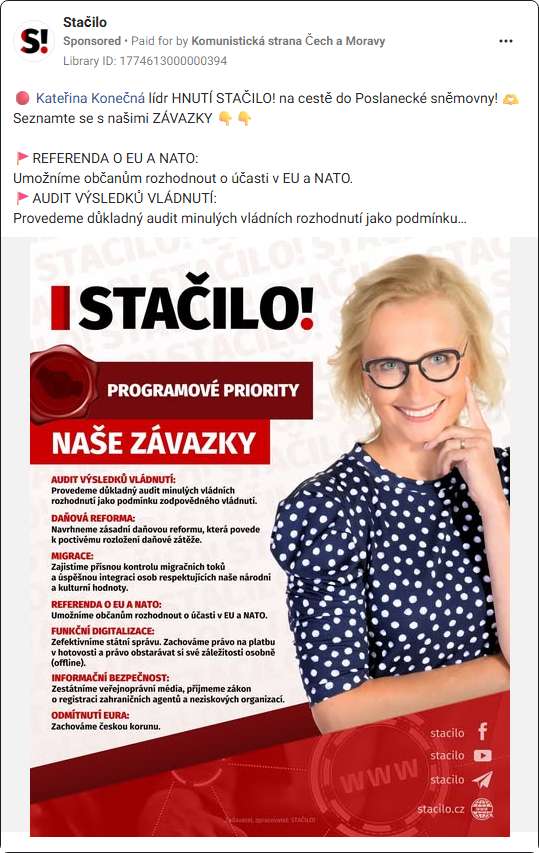 Stačilo
Sponsored • Paid for by Komunistická strana Čech a Moravy
Library ID: 1774613000000394
S!
Kateřina Konečná lídr HNUTÍ STAČILO! na cestě do Poslanecké sněmovny!
Seznamte se s našimi ZÁVAZKY
REFERENDA O EU A NATO:
Umožníme občanům rozhodnout o účasti v EU a NATO.
AUDIT VÝSLEDKŮ VLÁDNUTÍ:
Provedeme důkladný audit minulých vládních rozhodnutí jako podmínku...
STAČILO!
PROGRAMOVÉ PRIORITY
NAŠE ZÁVAZKY
AUDIT VÝSLEDKŮ VLÁDNUTÍ:
Provedeme důkladný audit minulých vládních
rozhodnutí jako podmínku zodpovědného vládnutí.
DAŇOVÁ REFORMA:
Navrhneme zásadní daňovou reformu, která povede
k poctivému rozložení daňové zátěže.
MIGRACE:
Zajistíme přísnou kontrolu migračních toků
a úspěšnou integraci osob respektujících naše národní
a kulturní hodnoty.
REFERENDA O EU A NATO:
Umožníme občanům rozhodnout o účasti v EU a NATO.
FUNKČNÍ DIGITALIZACE:
Zefektivníme státní správu. Zachováme právo na platbu
v hotovosti a právo obstarávat si své záležitosti osobně
(offline).
INFORMAČNÍ BEZPEČNOST:
Zestátníme veřejnoprávní média, přijmeme zákon
o registraci zahraničních agentů a neziskových organizací.
ODMÍTNUTÍ EURA:
Zachováme českou korunu.
stacilo
stacilo
stacilo
stacilo.cz
WWW
Zadavatel, zpracovatel: STAČILO!